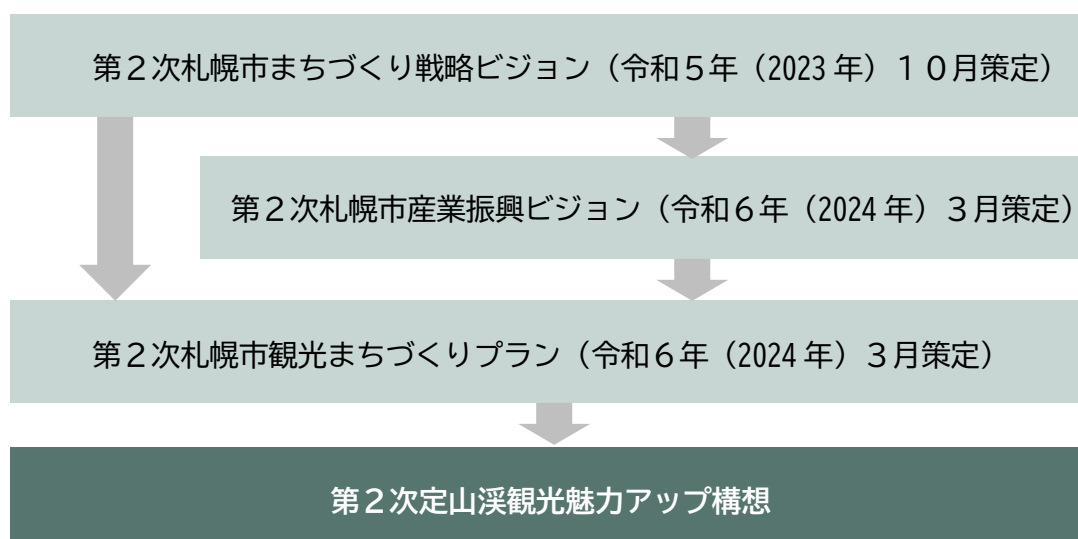 第２次札幌市まちづくり戦略ビジョン（令和５年（2023 年）１０月策定）
第２次札幌市産業振興ビジョン（令和６年（2024 年）３月策定）
第２次札幌市観光まちづくりプラン（令和６年（2024 年）３月策定）
第２次定山渓観光魅力アップ構想